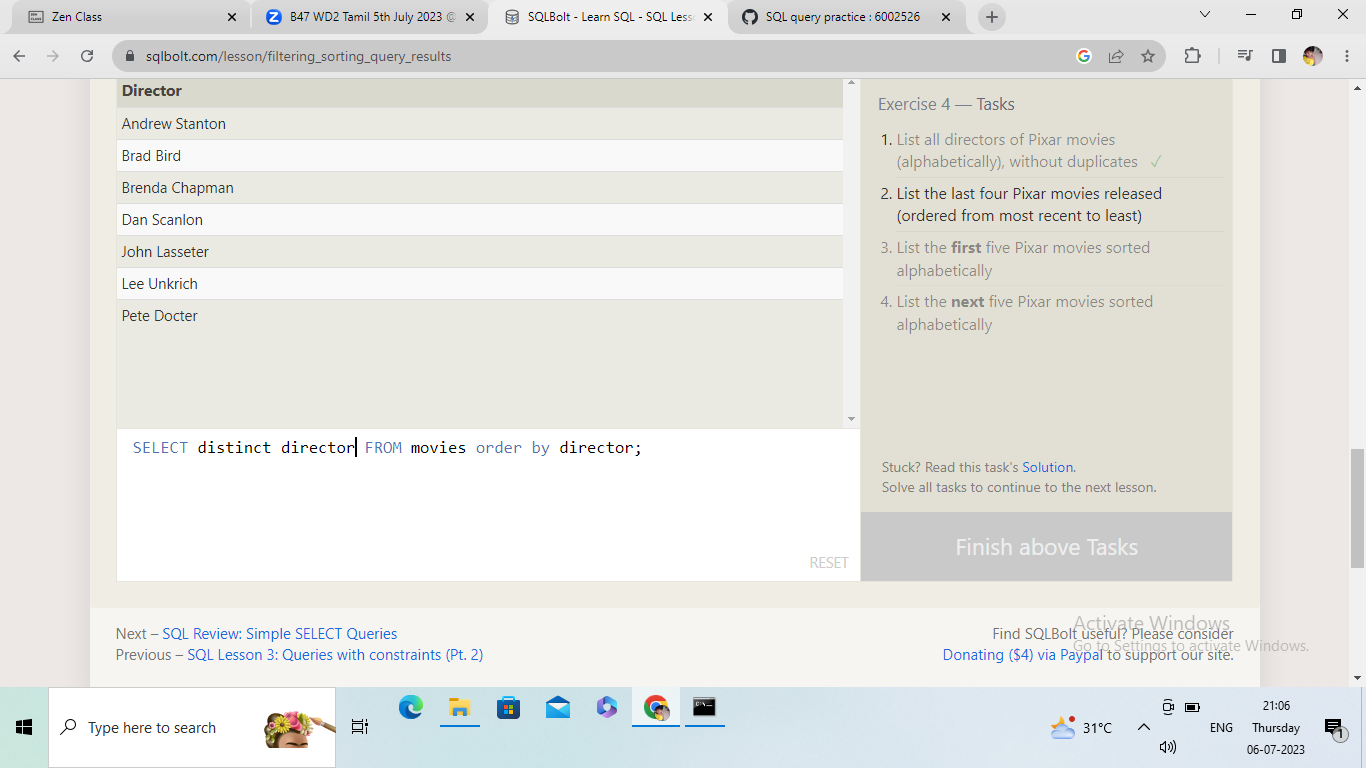 Zen Class
B47 WD2 Tamil 5th July 2023
SQLBolt - Learn SQL - SQL Less
SQL query practice : 6002526
sqlbolt.com/lesson/filtering_sorting_query_results
Director
Andrew Stanton
Brad Bird
Brenda Chapman
Dan Scanlon
John Lasseter
Lee Unkrich
Pete Docter
SELECT distinct director FROM movies order by director;
RESET
Exercise 4 — Tasks
1. List all directors of Pixar movies
(alphabetically), without duplicates ✓
2. List the last four Pixar movies released
(ordered from most recent to least)
3. List the first five Pixar movies sorted
alphabetically
4. List the next five Pixar movies sorted
alphabetically
Stuck? Read this task's Solution.
Solve all tasks to continue to the next lesson.
Finish above Tasks
Next – SQL Review: Simple SELECT Queries
Previous – SQL Lesson 3: Queries with constraints (Pt. 2)
Find SQLBolt useful? Please consider
Donating ($4) via Paypal to support our site.
Activate Windows
Go to Settings to activate Windows.
Type here to search
31°C
ENG
21:06
Thursday
06-07-2023
1